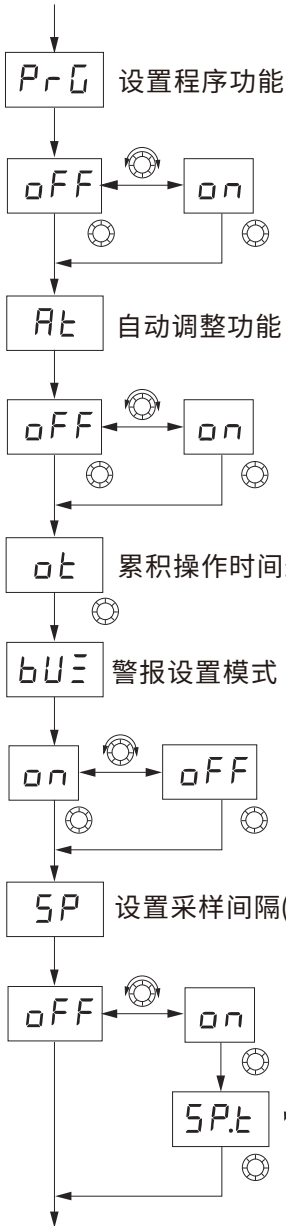 PrG 设置程序功能
oFF on
At 自动调整功能
oFF on
ot 累积操作时间
bUZ 警报设置模式
on oFF
SP 设置采样间隔(
oFF on
SP.t